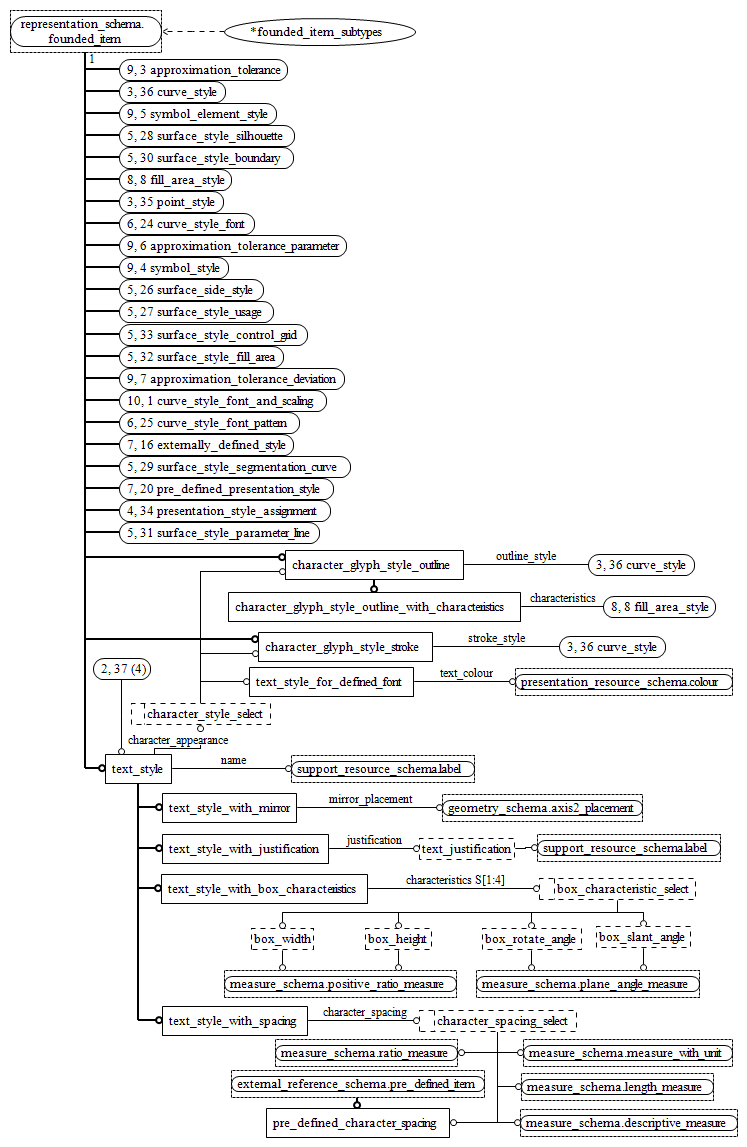 representation_schema.
founded_item
*founded_item_subtypes
1
9, 3 approximation_tolerance
3, 36 curve_style
9, 5 symbol_element_style
5, 28 surface_style_silhouette
5, 30 surface_style_boundary
8, 8 fill_area_style
3, 35 point_style
6, 24 curve_style_font
9, 6 approximation_tolerance_parameter
9, 4 symbol_style
5, 26 surface_side_style
5, 27 surface_style_usage
5, 33 surface_style_control_grid
5, 32 surface_style_fill_area
9, 7 approximation_tolerance_deviation
10, 1 curve_style_font_and_scaling
6, 25 curve_style_font_pattern
7, 16 externally_defined_style
5, 29 surface_style_segmentation_curve
7, 20 pre_defined_presentation_style
4, 34 presentation_style_assignment
5, 31 surface_style_parameter_line
character_glyph_style_outline
outline_style
3, 36 curve_style
character_glyph_style_outline_with_characteristics
characteristics
8, 8 fill_area_style
character_glyph_style_stroke
stroke_style
3, 36 curve_style
2, 37 (4)
text_style_for_defined_font
text_colour
presentation_resource_schema.colour
character_style_select
character_appearance
text_style
name
support_resource_schema.label
text_style_with_mirror
mirror_placement
geometry_schema.axis2_placement
text_style_with_justification
justification
text_justification
support_resource_schema.label
text_style_with_box_characteristics
characteristics S[1:4]
box_characteristic_select
box_width
box_height
box_rotate_angle
box_slant_angle
measure_schema.positive_ratio_measure
measure_schema.plane_angle_measure
text_style_with_spacing
character_spacing
character_spacing_select
measure_schema.ratio_measure
measure_schema.measure_with_unit
external_reference_schema.pre_defined_item
measure_schema.length_measure
pre_defined_character_spacing
measure_schema.descriptive_measure